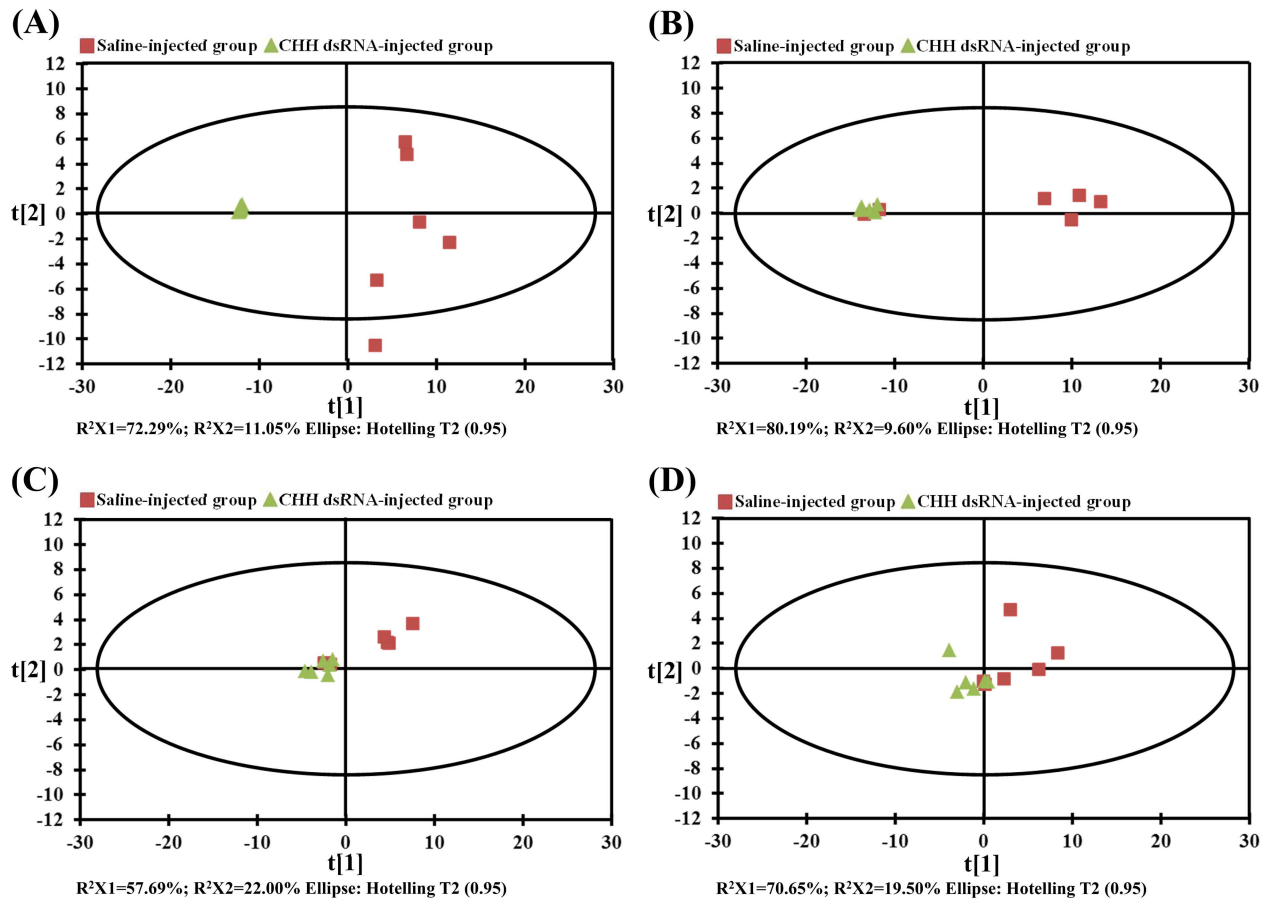 (A)
Saline-injected group CHH dsRNA-injected group
12
10
8
6
4
2
0
-2
-4
-6
-8
-10
-12
t[2]
-30 -20 -10 0 10 20 30
t[1]
R²X1=72.29%; R²X2=11.05% Ellipse: Hotelling T2 (0.95)
(B)
Saline-injected group CHH dsRNA-injected group
12
10
8
6
4
2
0
-2
-4
-6
-8
-10
-12
t[2]
-30 -20 -10 0 10 20 30
t[1]
R²X1=80.19%; R²X2=9.60% Ellipse: Hotelling T2 (0.95)
(C)
Saline-injected group CHH dsRNA-injected group
12
10
8
6
4
2
0
-2
-4
-6
-8
-10
-12
t[2]
-30 -20 -10 0 10 20 30
t[1]
R²X1=57.69%; R²X2=22.00% Ellipse: Hotelling T2 (0.95)
(D)
Saline-injected group CHH dsRNA-injected group
12
10
8
6
4
2
0
-2
-4
-6
-8
-10
-12
t[2]
-30 -20 -10 0 10 20 30
t[1]
R²X1=70.65%; R²X2=19.50% Ellipse: Hotelling T2 (0.95)